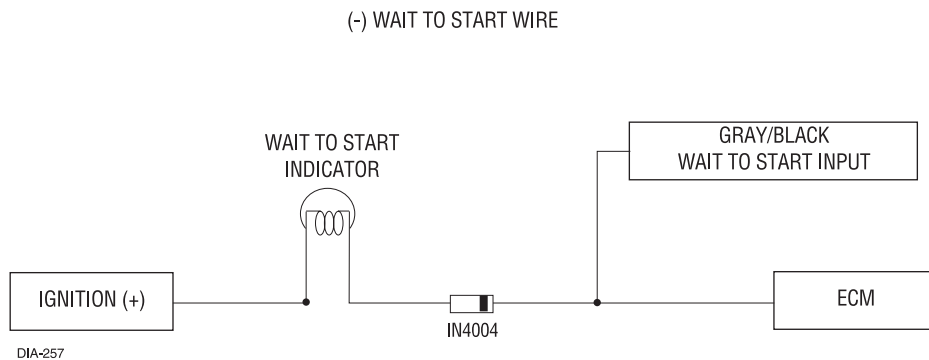 (-) WAIT TO START WIRE
WAIT TO START
INDICATOR
GRAY/BLACK
WAIT TO START INPUT
IGNITION (+)
IN4004
ECM
DIA-257